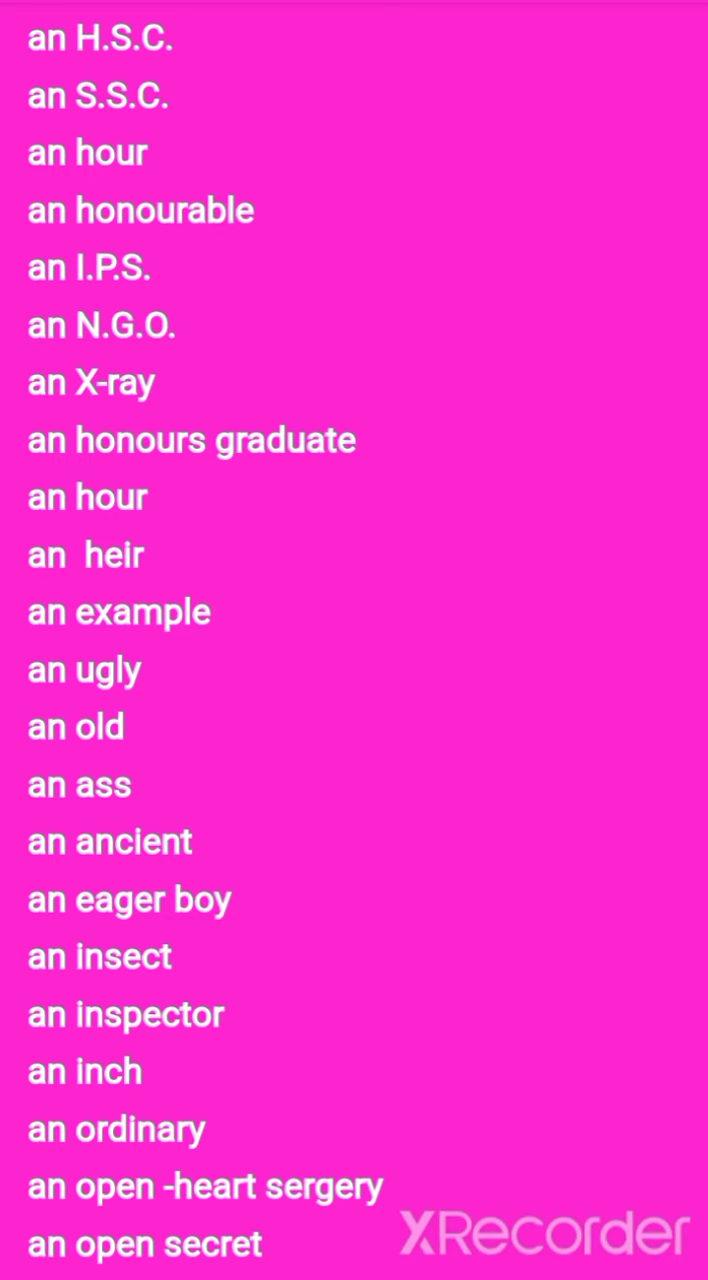 an H.S.C.
an S.S.C.
an hour
an honourable
an I.P.S.
an N.G.O.
an X-ray
an honours graduate
an hour
an  heir
an example
an ugly
an old
an ass
an ancient
an eager boy
an insect
an inspector
an inch
an ordinary
an open -heart sergery
an open secret
XRecorder